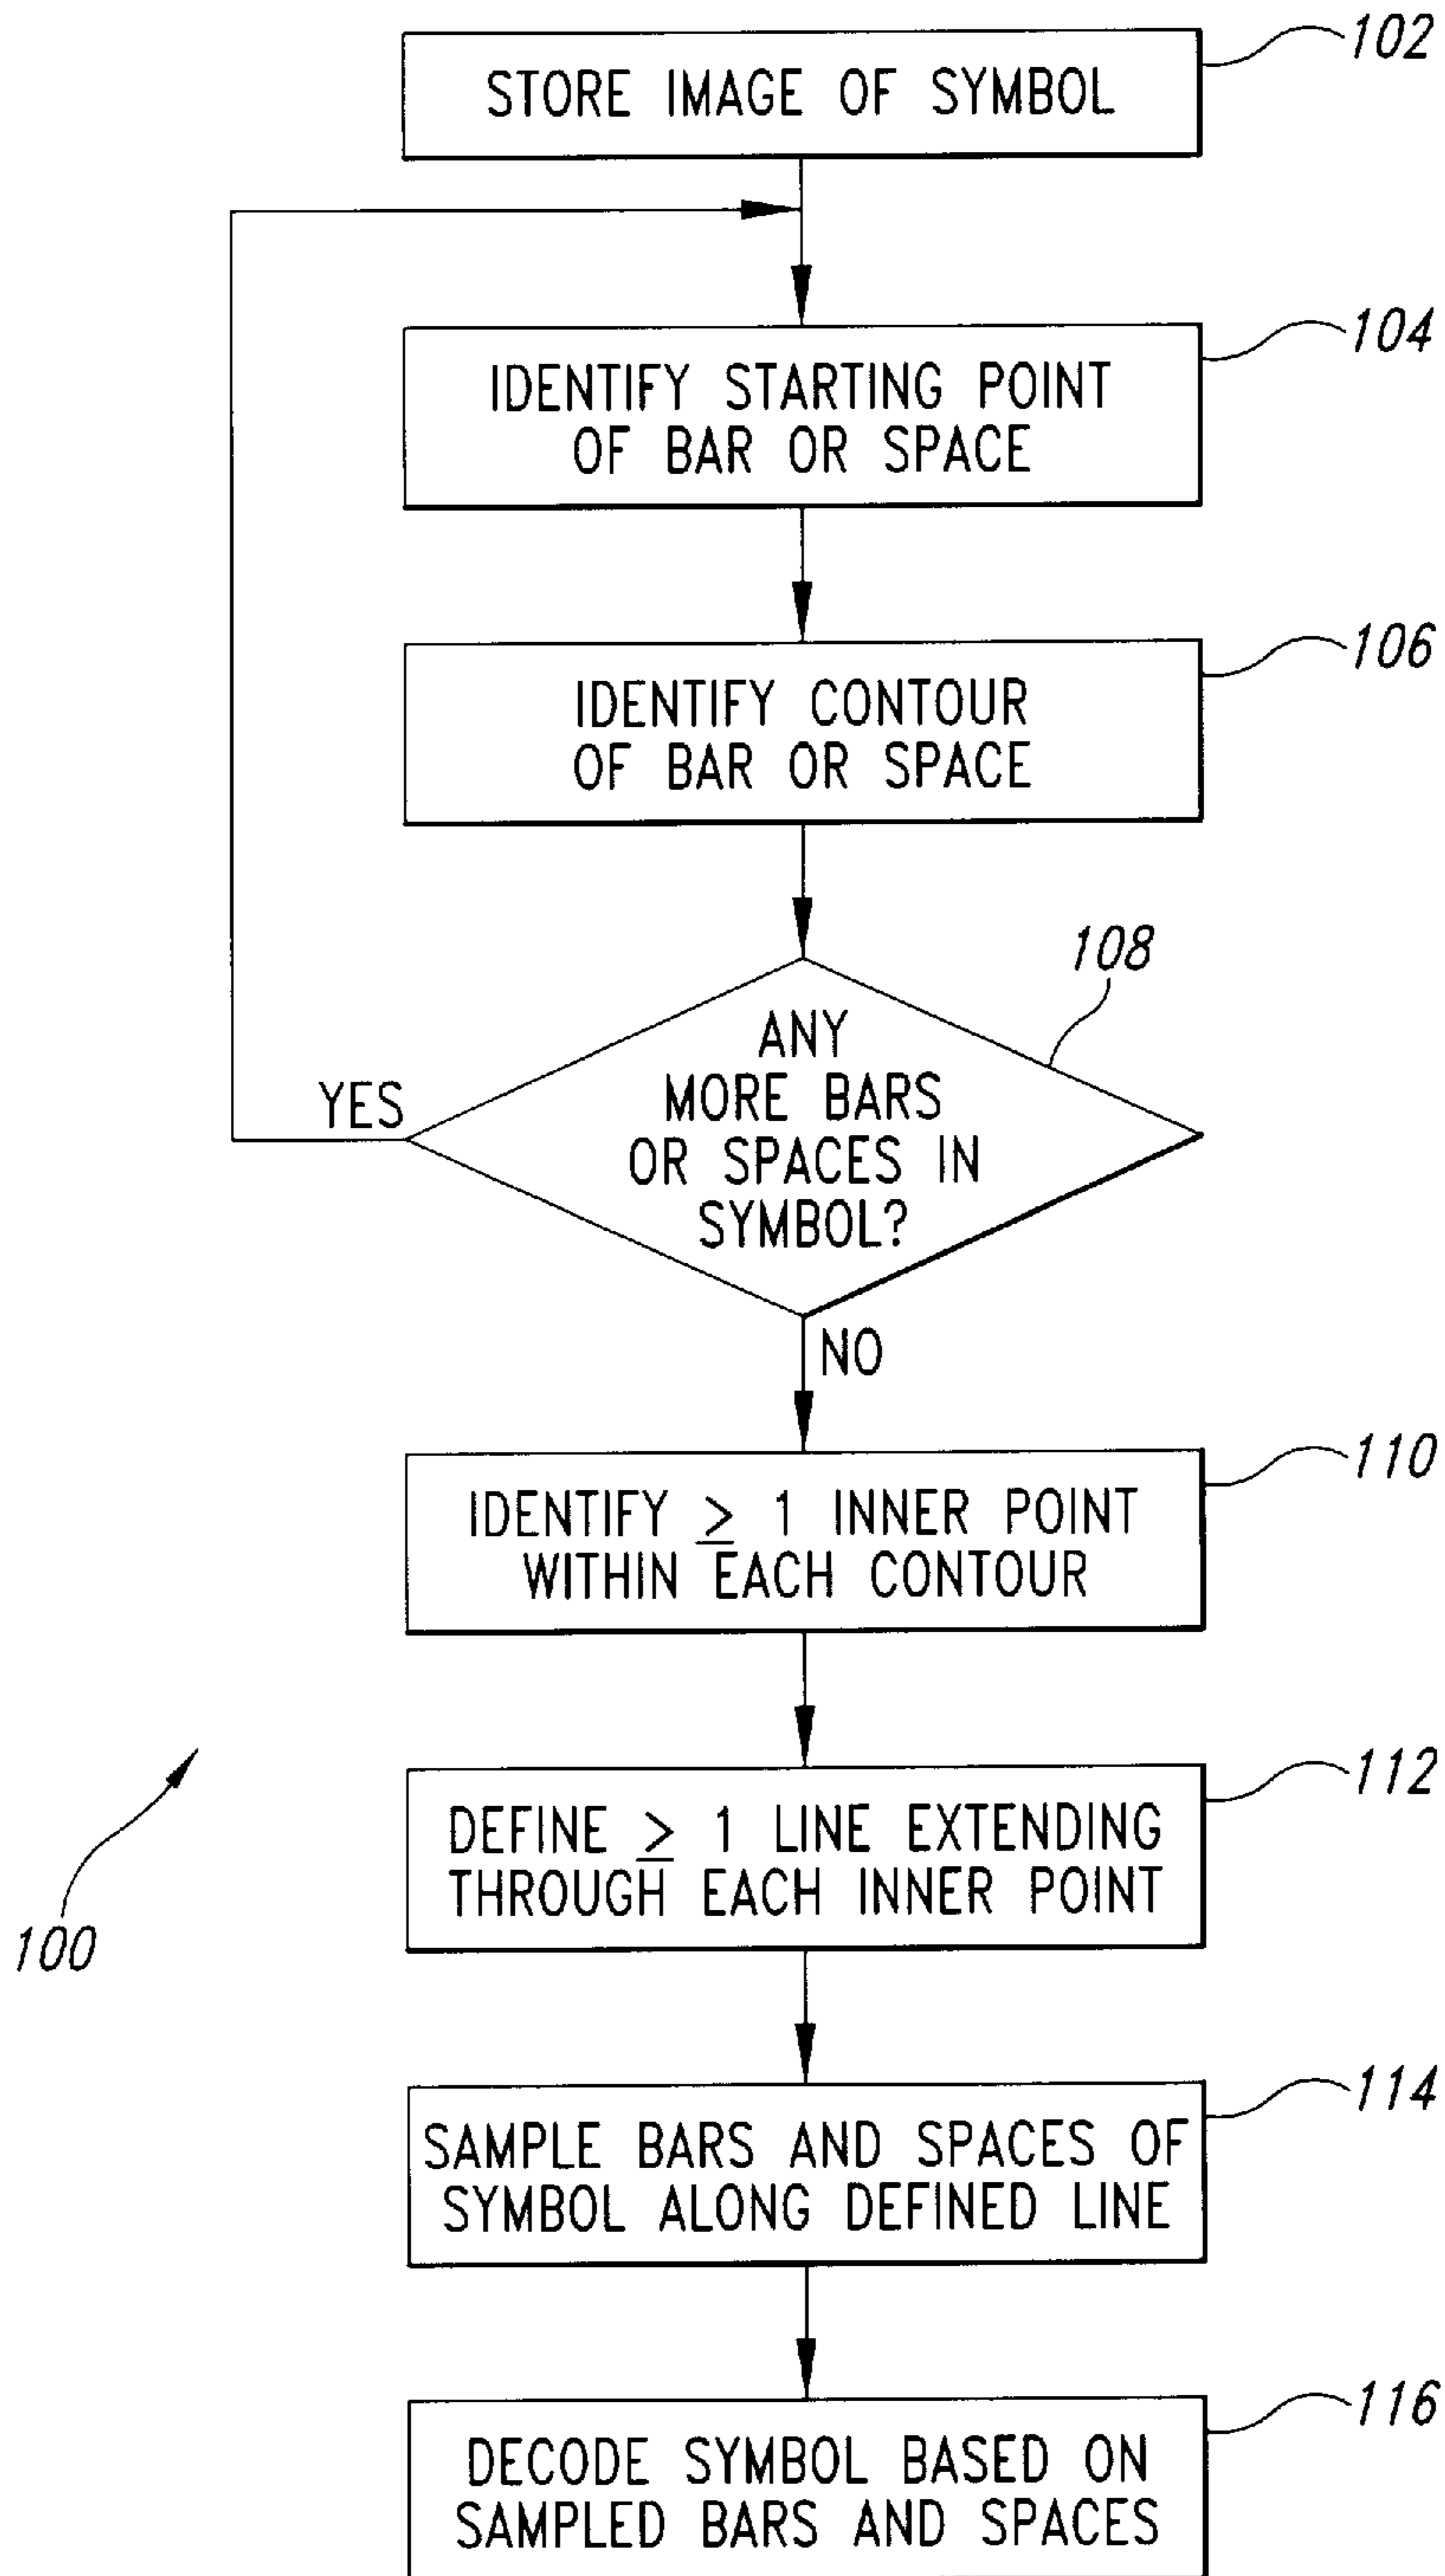 102
STORE IMAGE OF SYMBOL
104
IDENTIFY STARTING POINT
OF BAR OR SPACE
106
IDENTIFY CONTOUR
OF BAR OR SPACE
108
ANY
MORE BARS
OR SPACES IN
SYMBOL?
YES
NO
110
IDENTIFY ≥ 1 INNER POINT
WITHIN EACH CONTOUR
112
DEFINE ≥ 1 LINE EXTENDING
THROUGH EACH INNER POINT
100
114
SAMPLE BARS AND SPACES OF
SYMBOL ALONG DEFINED LINE
116
DECODE SYMBOL BASED ON
SAMPLED BARS AND SPACES